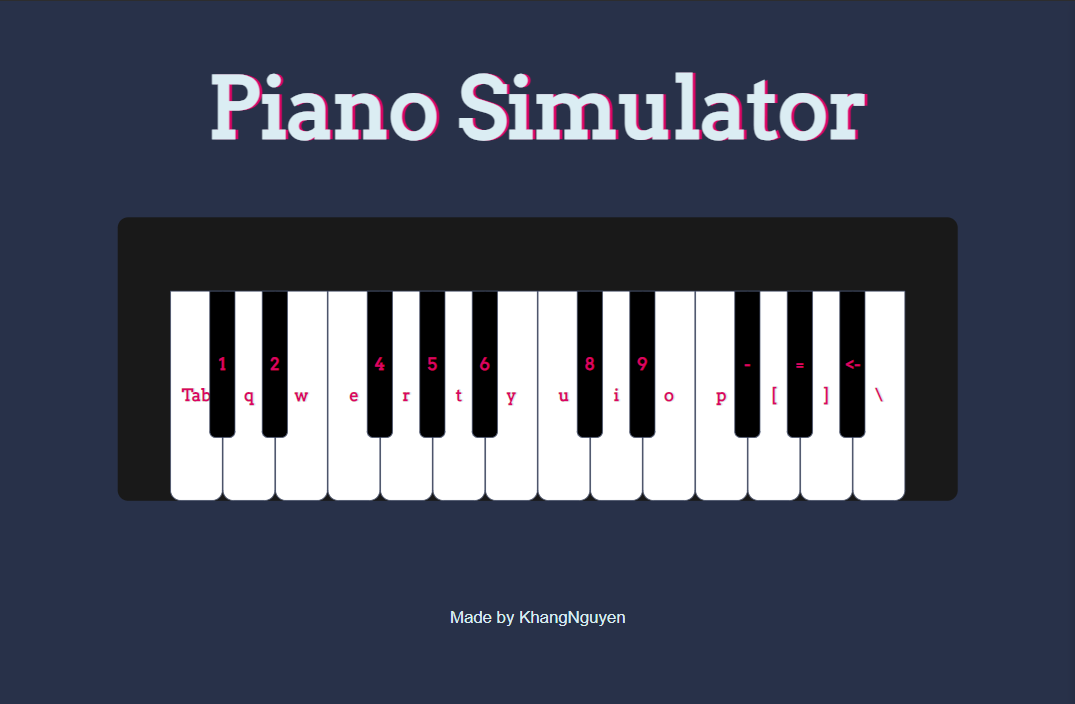 Piano Simulator
1 2 4 5 6 8 9 - = <-
Tab q w e r t y u i o p [ ] \
Made by KhangNguyen